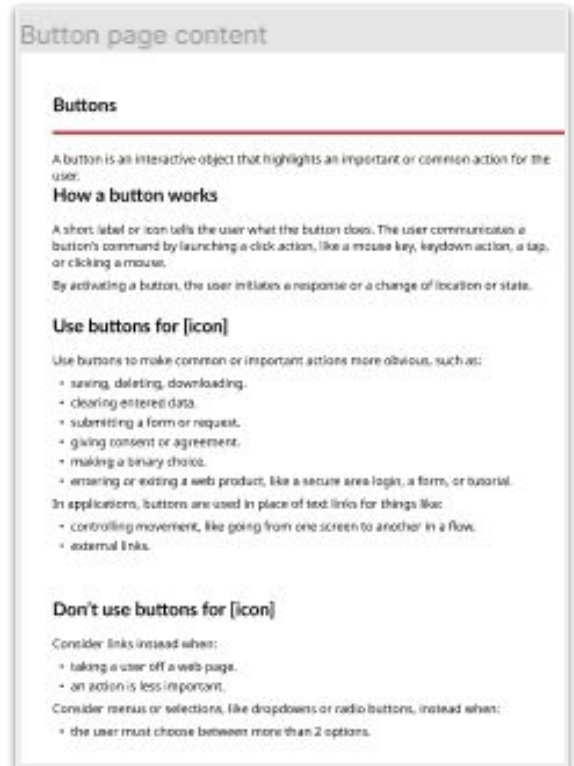 Button page content
Buttons
A button is an interactive object that highlights an important or common action for the
user.
How a button works
A short label or icon tells the user what the button does. The user communicates a
button's command by launching a click action, like a mouse key, keydown action, a tap,
or clicking a mouse.
By activating a button, the user initiates a response or a change of location or state.
Use buttons for [icon]
Use buttons to make common or important actions more obvious, such as:
• saving, deleting, downloading.
• clearing entered data.
• submitting a form or request.
• giving consent or agreement.
• making a binary choice.
• entering or exiting a web product, like a secure area login, a form, or tutorial.
In applications, buttons are used in place of text links for things like:
• controlling movement, like going from one screen to another in a flow.
• external links.
Don't use buttons for [icon]
Consider links instead when:
• taking a user off a web page.
• an action is less important.
Consider menus or selections, like dropdowns or radio buttons, instead when:
• the user must choose between more than 2 options.